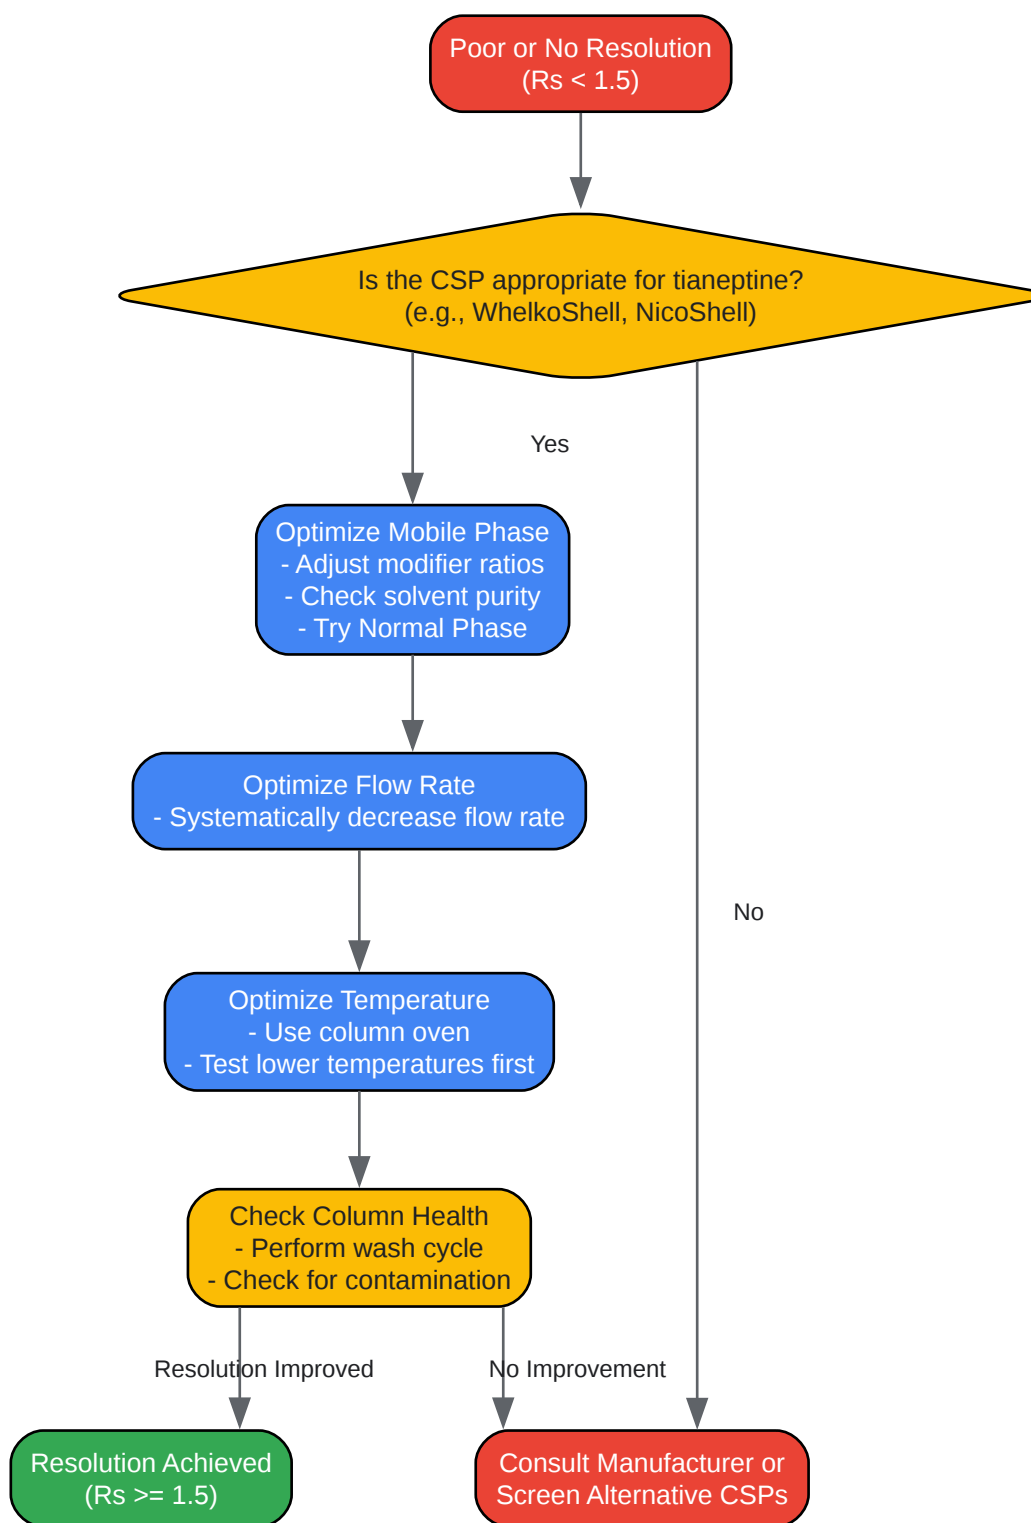 Poor or No Resolution
(Rs < 1.5)
Is the CSP appropriate for tianeptine?
(e.g., WhelkoShell, NicoShell)
Yes
Optimize Mobile Phase
- Adjust modifier ratios
- Check solvent purity
- Try Normal Phase
Optimize Flow Rate
- Systematically decrease flow rate
No
Optimize Temperature
- Use column oven
- Test lower temperatures first
Check Column Health
- Perform wash cycle
- Check for contamination
Resolution Improved
No Improvement
Resolution Achieved
(Rs >= 1.5)
Consult Manufacturer or
Screen Alternative CSPs